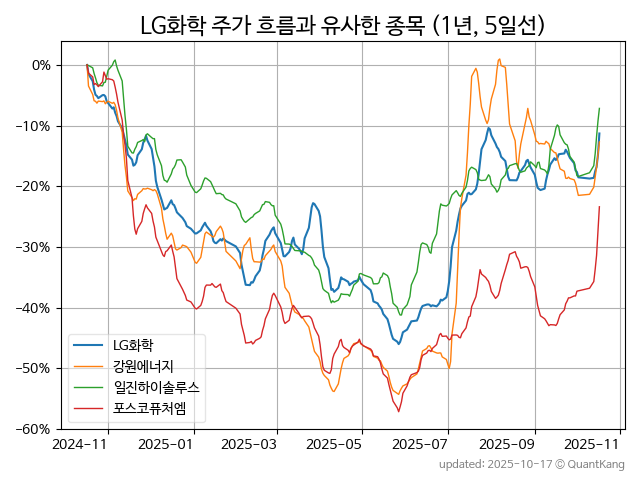 LG화학 주가 흐름과 유사한 종목 (1년, 5일선)
0%
−10%
−20%
−30%
−40%
−50%
−60%
LG화학
강원에너지
일진하이솔루스
포스코퓨처엠
2024-11 2025-01 2025-03 2025-05 2025-07 2025-09 2025-11
updated: 2025-10-17 © QuantKang